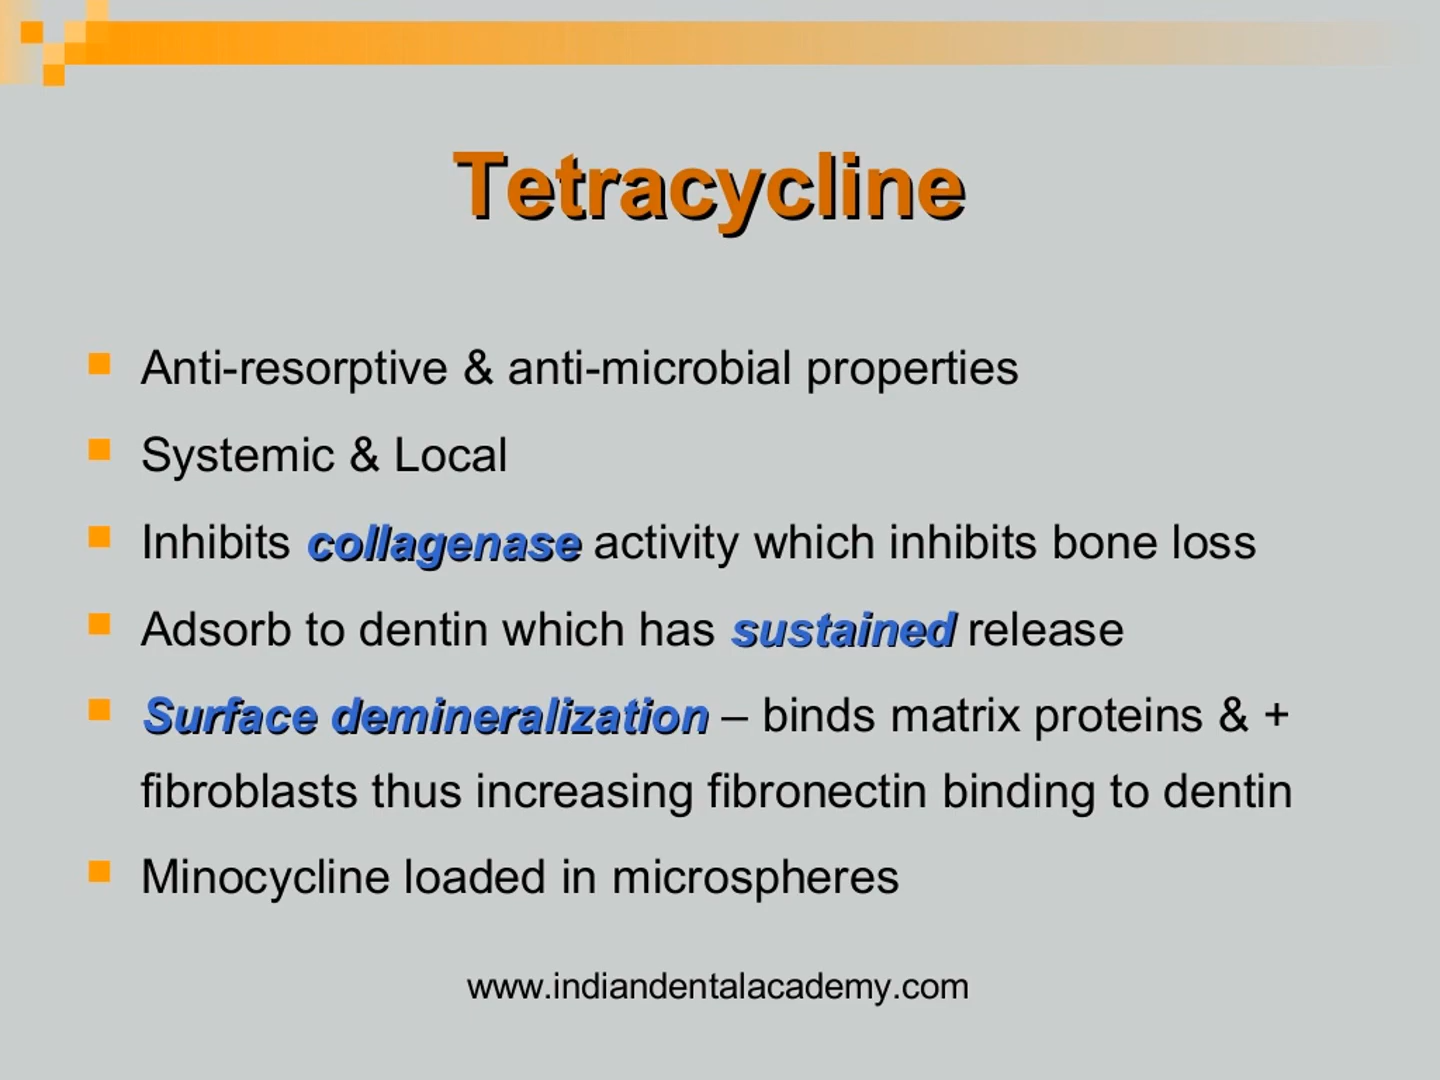 Tetracycline
Anti-resorptive & anti-microbial properties
Systemic & Local
Inhibits collagenase activity which inhibits bone loss
Adsorb to dentin which has sustained release
Surface demineralization – binds matrix proteins & +
fibroblasts thus increasing fibronectin binding to dentin
Minocycline loaded in microspheres
www.indiandentalacademy.com